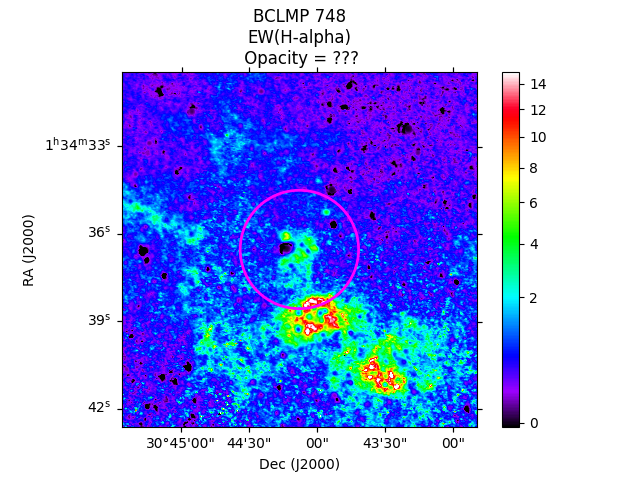 BCLMP 748
EW(H-alpha)
Opacity = ???
1h34m33s
36s
39s
42s
RA (J2000)
30°45'00"
44'30"
00"
43'30"
00"
Dec (J2000)
14
12
10
8
6
4
2
0